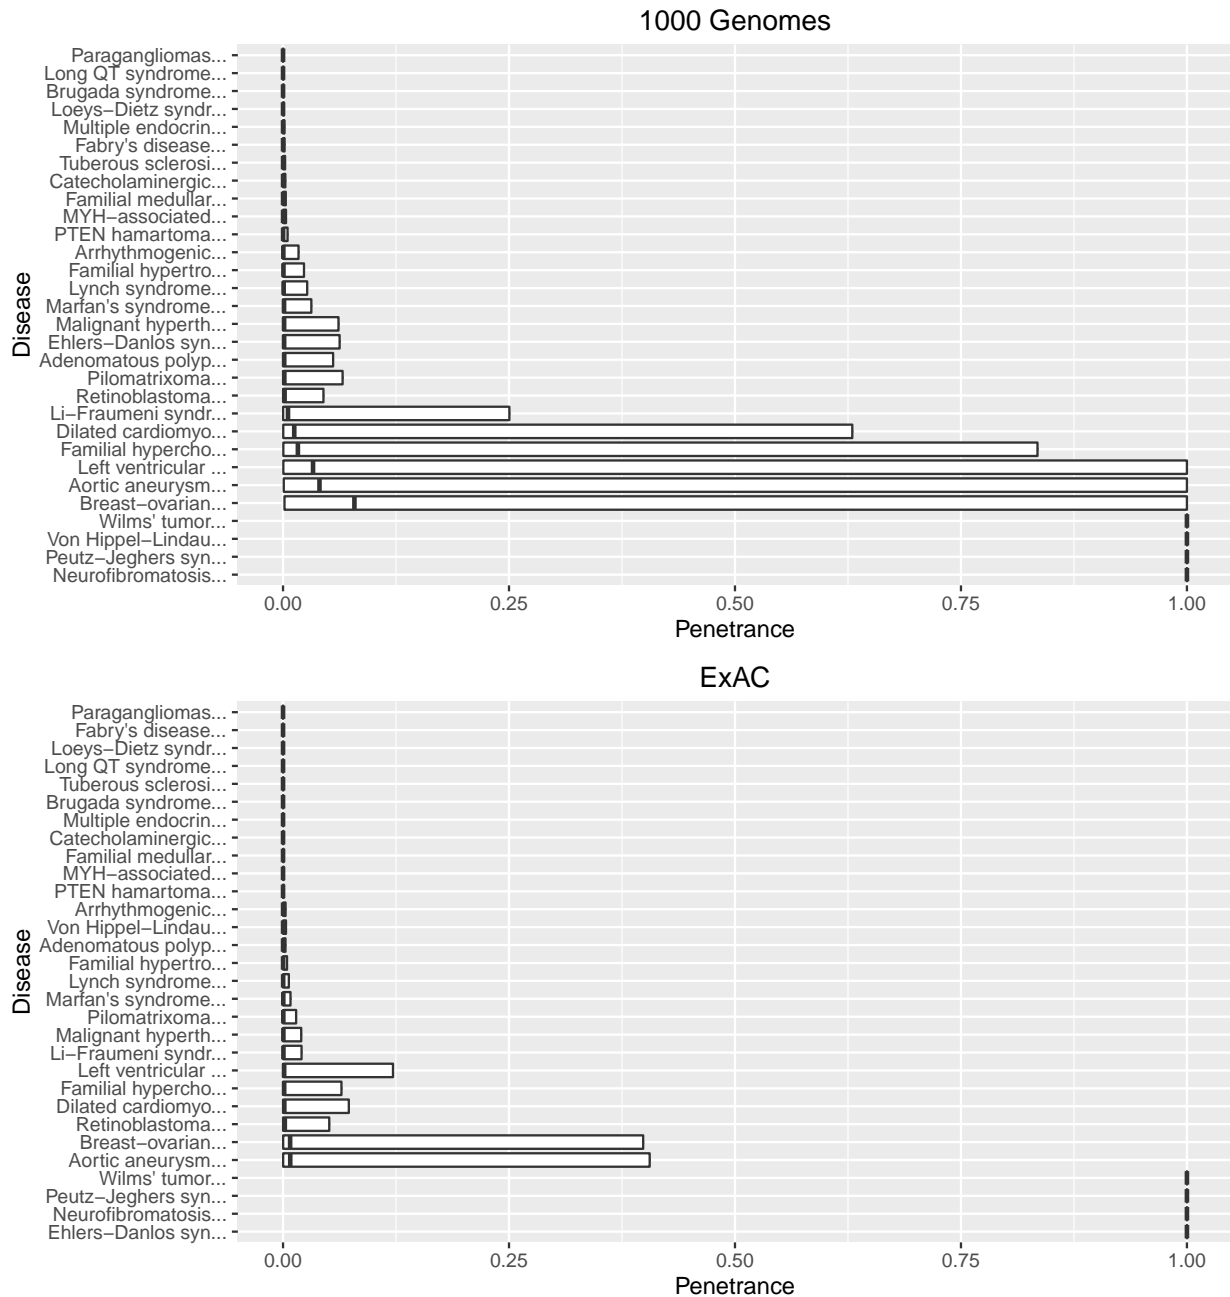 1000 Genomes
Paragangliomas...
Long QT syndrome...
Brugada syndrome...
Loeys−Dietz syndr...
Multiple endocrin...
Fabry's disease...
Tuberous sclerosi...
Catecholaminergic...
Familial medullar...
MYH−associated...
PTEN hamartoma...
Arrhythmogenic...
Familial hypertro...
Lynch syndrome...
Marfan's syndrome...
Malignant hyperth...
Ehlers−Danlos syn...
Adenomatous polyp...
Pilomatrixoma...
Retinoblastoma...
Li−Fraumeni syndr...
Dilated cardiomyo...
Familial hypercho...
Left ventricular ...
Aortic aneurysm...
Breast−ovarian...
Wilms' tumor...
Von Hippel−Lindau...
Peutz−Jeghers syn...
Neurofibromatosis...
Disease
0.00 0.25 0.50 0.75 1.00
Penetrance
ExAC
Paragangliomas...
Fabry's disease...
Loeys−Dietz syndr...
Long QT syndrome...
Tuberous sclerosi...
Brugada syndrome...
Multiple endocrin...
Catecholaminergic...
Familial medullar...
MYH−associated...
PTEN hamartoma...
Arrhythmogenic...
Von Hippel−Lindau...
Adenomatous polyp...
Familial hypertro...
Lynch syndrome...
Marfan's syndrome...
Pilomatrixoma...
Malignant hyperth...
Li−Fraumeni syndr...
Left ventricular ...
Familial hypercho...
Dilated cardiomyo...
Retinoblastoma...
Breast−ovarian...
Aortic aneurysm...
Wilms' tumor...
Peutz−Jeghers syn...
Neurofibromatosis...
Ehlers−Danlos syn...
Disease
0.00 0.25 0.50 0.75 1.00
Penetrance